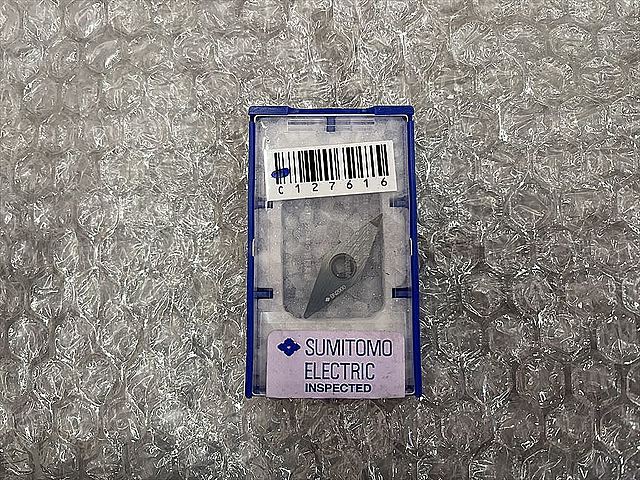 C127616
SUMITOMO
ELECTRIC
INSPECTED